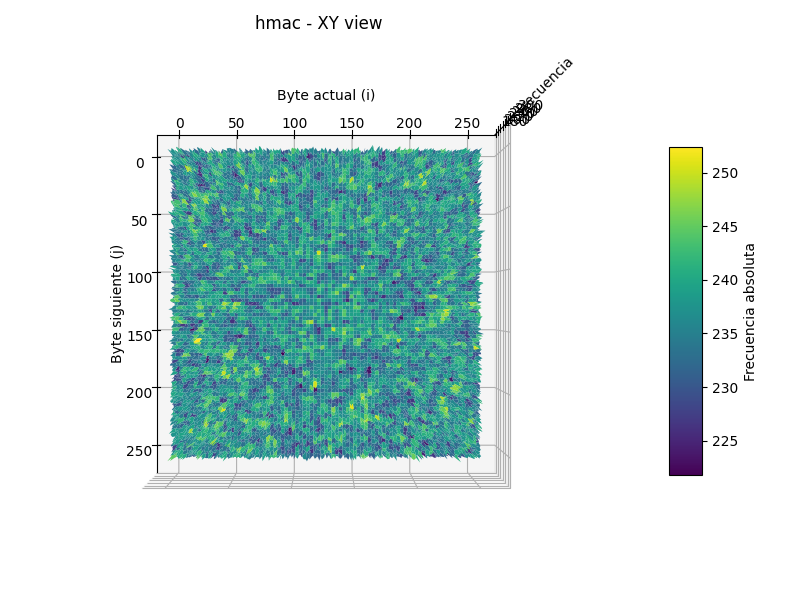 hmac - XY view
Byte actual (i)
0 50 100 150 200 250
Byte siguiente (j)
0
50
100
150
200
250
Frecuencia absoluta
250
245
240
235
230
225